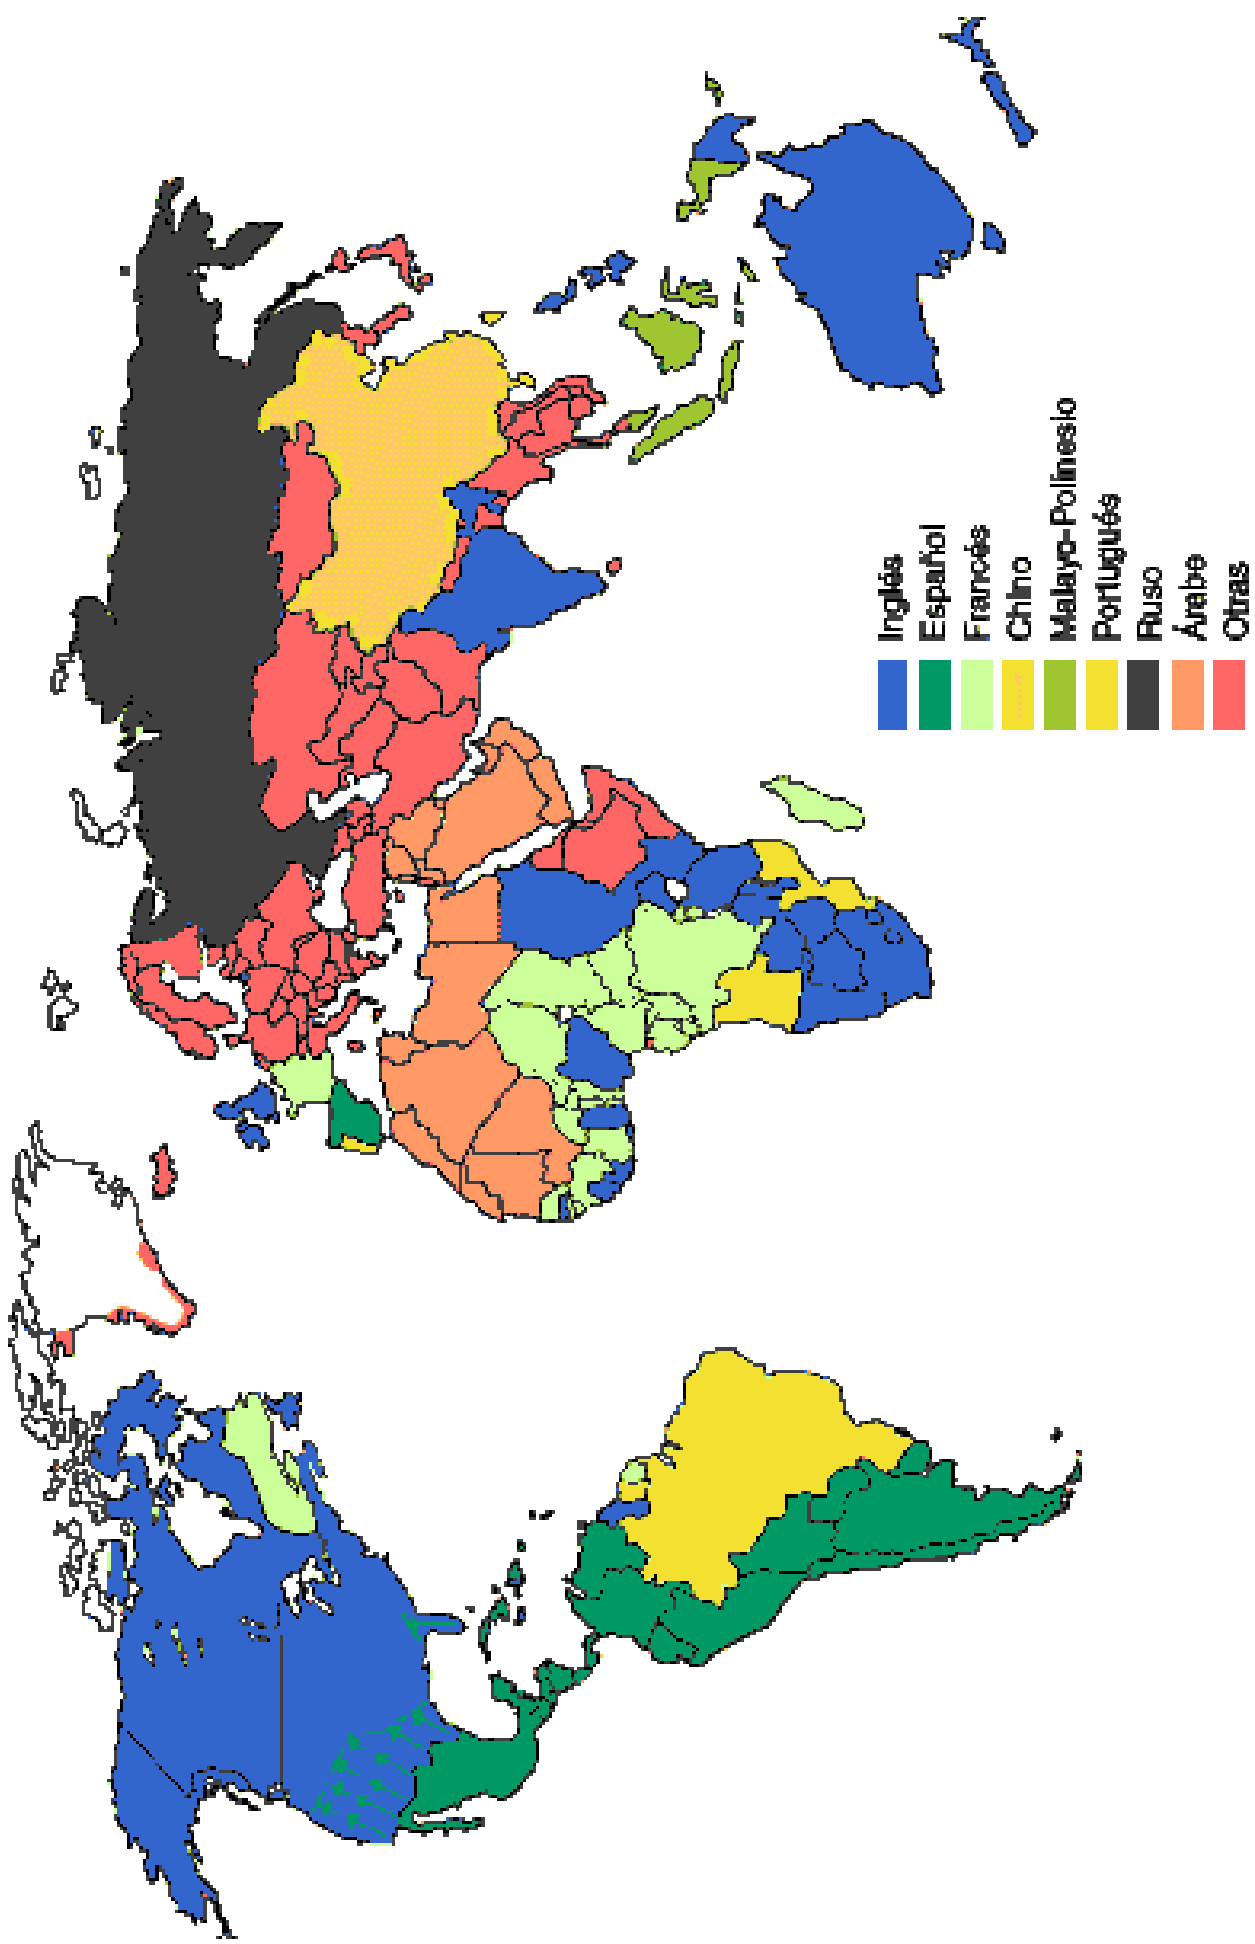 Inglés
Español
Francés
Chino
Malayo-Polinesio
Portugués
Ruso
Árabe
Otras